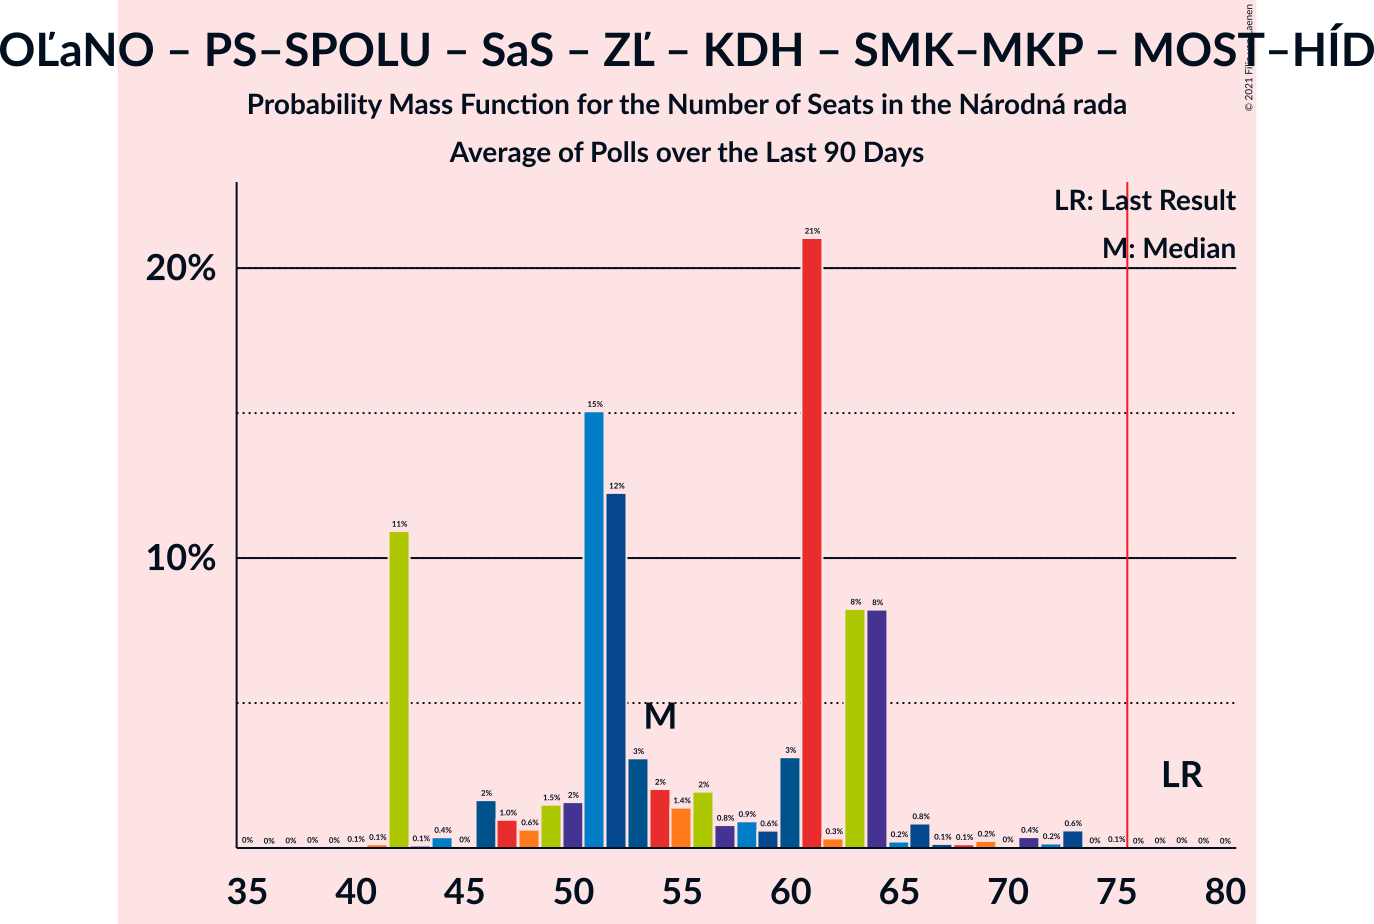 OĽaNO – PS–SPOLU – SaS – ZĽ – KDH – SMK–MKP – MOST–HÍD
Probability Mass Function for the Number of Seats in the Národná rada
Average of Polls over the Last 90 Days
© 2021 Laenen
LR: Last Result
M: Median
20%
10%
0% 0% 0% 0% 0% 0.1% 0.1% 11% 0.1% 0.4% 0% 2% 1.0% 0.6% 1.5% 2% 15% 12% 3% 2% 1.4% 2% 0.8% 0.9% 0.6% 3% 21% 0.3% 8% 8% 0.2% 0.8% 0.1% 0.1% 0.2% 0% 0.4% 0.2% 0.6% 0% 0.1% 0% 0% 0% 0% 0%
M
LR
35 40 45 50 55 60 65 70 75 80